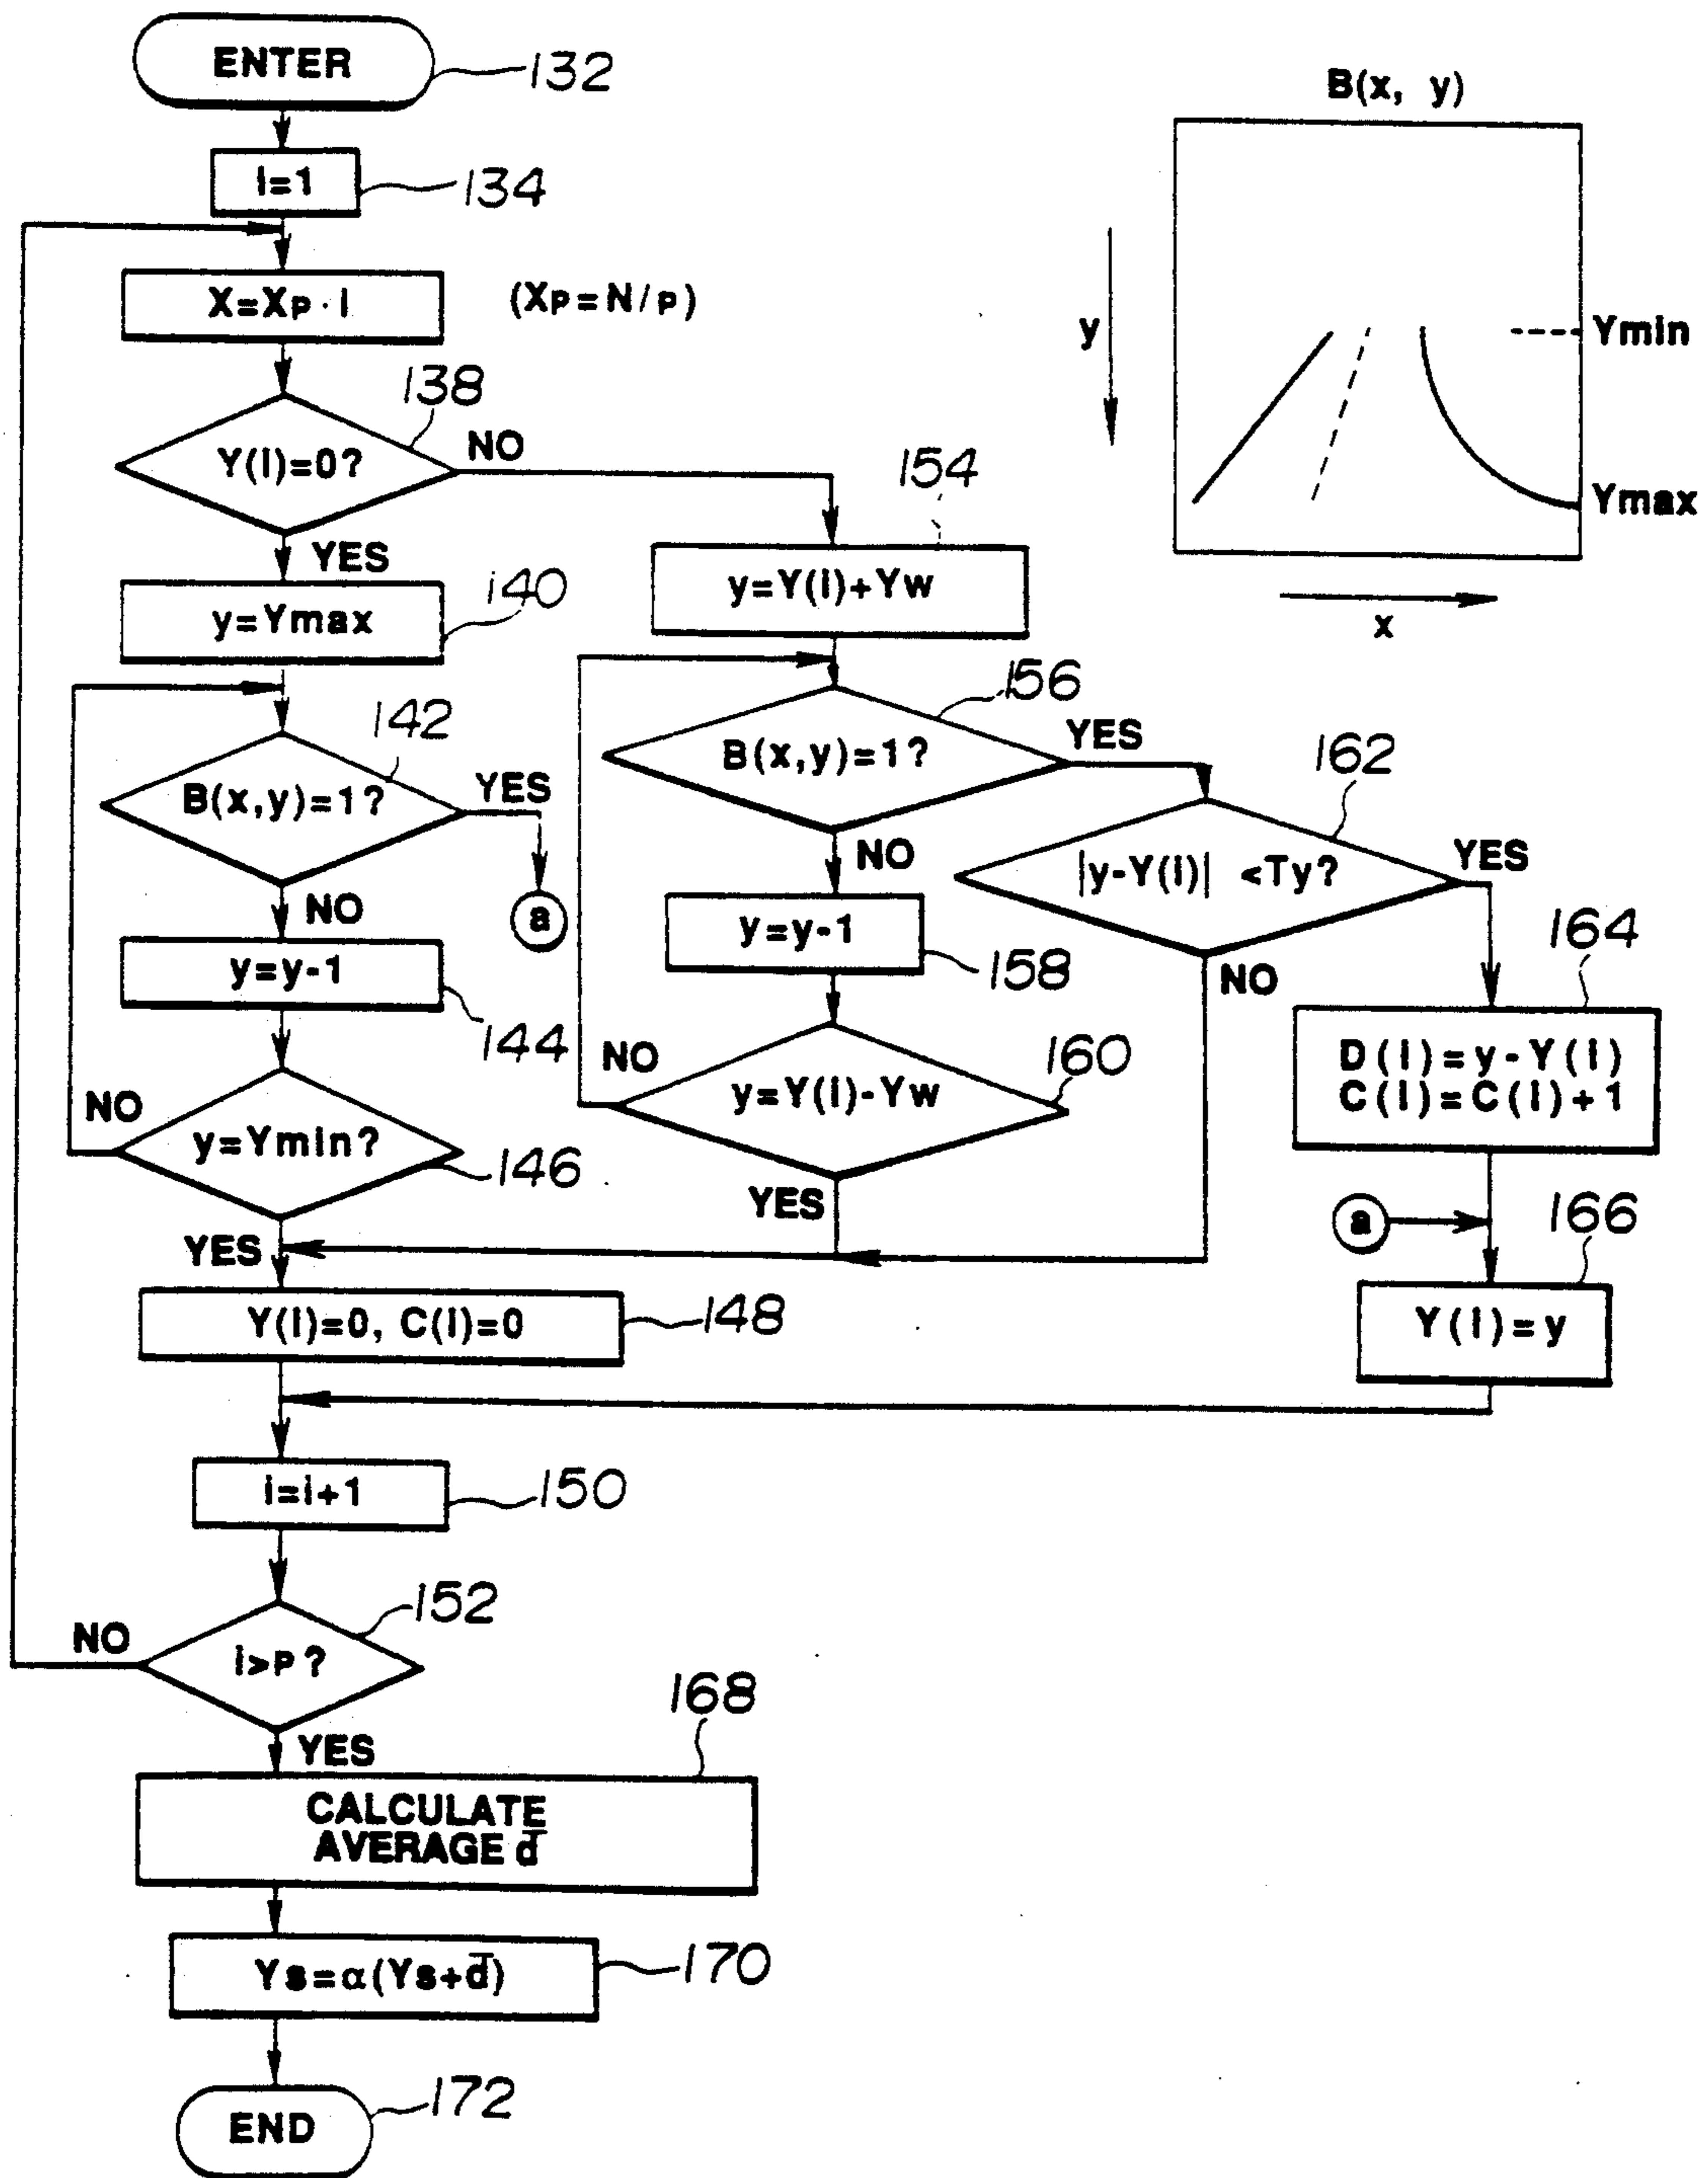 ENTER
132
i=1
134
X=Xp·i
(Xp=N/p)
138
Y(i)=0?
NO
YES
y=Ymax
140
142
B(x,y)=1?
YES
a
NO
y=y-1
144
NO
y=Ymin?
146
YES
Y(i)=0, C(i)=0
148
i=i+1
150
152
NO
i>p?
YES
168
CALCULATE
AVERAGE d̅
Ys=α(Ys+d̅)
170
END
172
154
y=Y(i)+Yw
156
B(x,y)=1?
YES
NO
y=y-1
158
NO
160
y=Y(i)-Yw
YES
162
|y-Y(i)| <Ty?
YES
NO
164
D(i)=y-Y(i)
C(i)=C(i)+1
a
166
Y(i)=y
B(x, y)
y
Ymin
Ymax
x